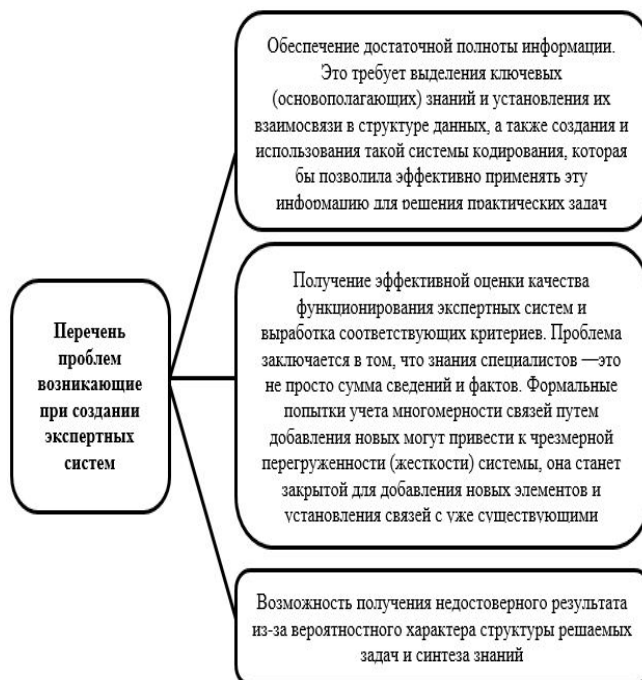 Перечень
проблем
возникающие
при создании
экспертных
систем
Обеспечение достаточной полноты информации.
Это требует выделения ключевых
(основополагающих) знаний и установления их
взаимосвязи в структуре данных, а также создания и
использования такой системы кодирования, которая
бы позволила эффективно применять эту
информацию для решения практических задач
Получение эффективной оценки качества
функционирования экспертных систем и
выработка соответствующих критериев. Проблема
заключается в том, что знания специалистов —это
не просто сумма сведений и фактов. Формальные
попытки учета многомерности связей путем
добавления новых могут привести к чрезмерной
перегруженности (жесткости) системы, она станет
закрытой для добавления новых элементов и
установления связей с уже существующими
Возможность получения недостоверного результата
из-за вероятностного характера структуры решаемых
задач и синтеза знаний